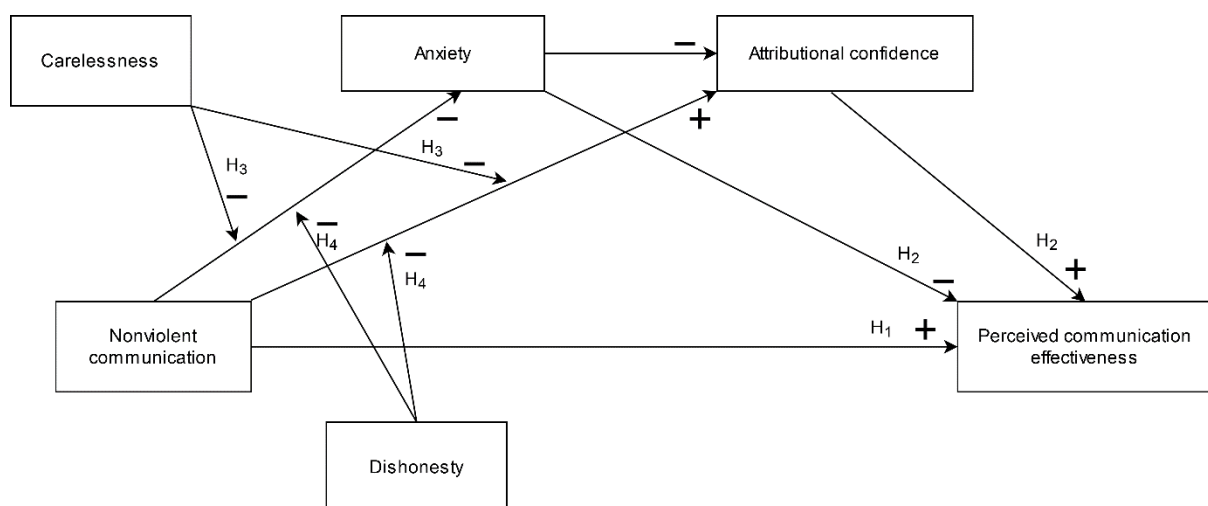 Carelessness
Anxiety
−
Attributional confidence
−
+
H3
−
H3
−
−
H4
−
H4
H2
−
H2
+
Nonviolent
communication
H1
+
Perceived communication
effectiveness
Dishonesty